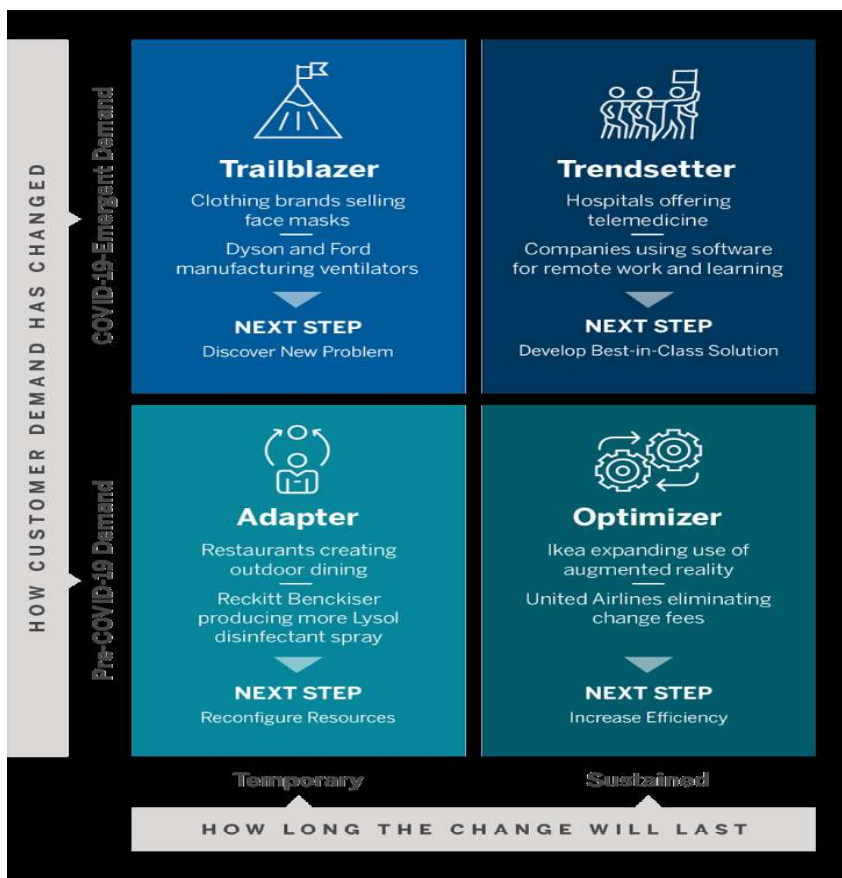 HOW CUSTOMER DEMAND HAS CHANGED
COVID-19-Emergent Demand
Trailblazer
Clothing brands selling
face masks
Dyson and Ford
manufacturing ventilators
NEXT STEP
Discover New Problem
Trendsetter
Hospitals offering
telemedicine
Companies using software
for remote work and learning
NEXT STEP
Develop Best-in-Class Solution
Pre-COVID-19 Demand
Adapter
Restaurants creating
outdoor dining
Reckitt Benckiser
producing more Lysol
disinfectant spray
NEXT STEP
Reconfigure Resources
Optimizer
Ikea expanding use of
augmented reality
United Airlines eliminating
change fees
NEXT STEP
Increase Efficiency
Temporary
Sustained
HOW LONG THE CHANGE WILL LAST